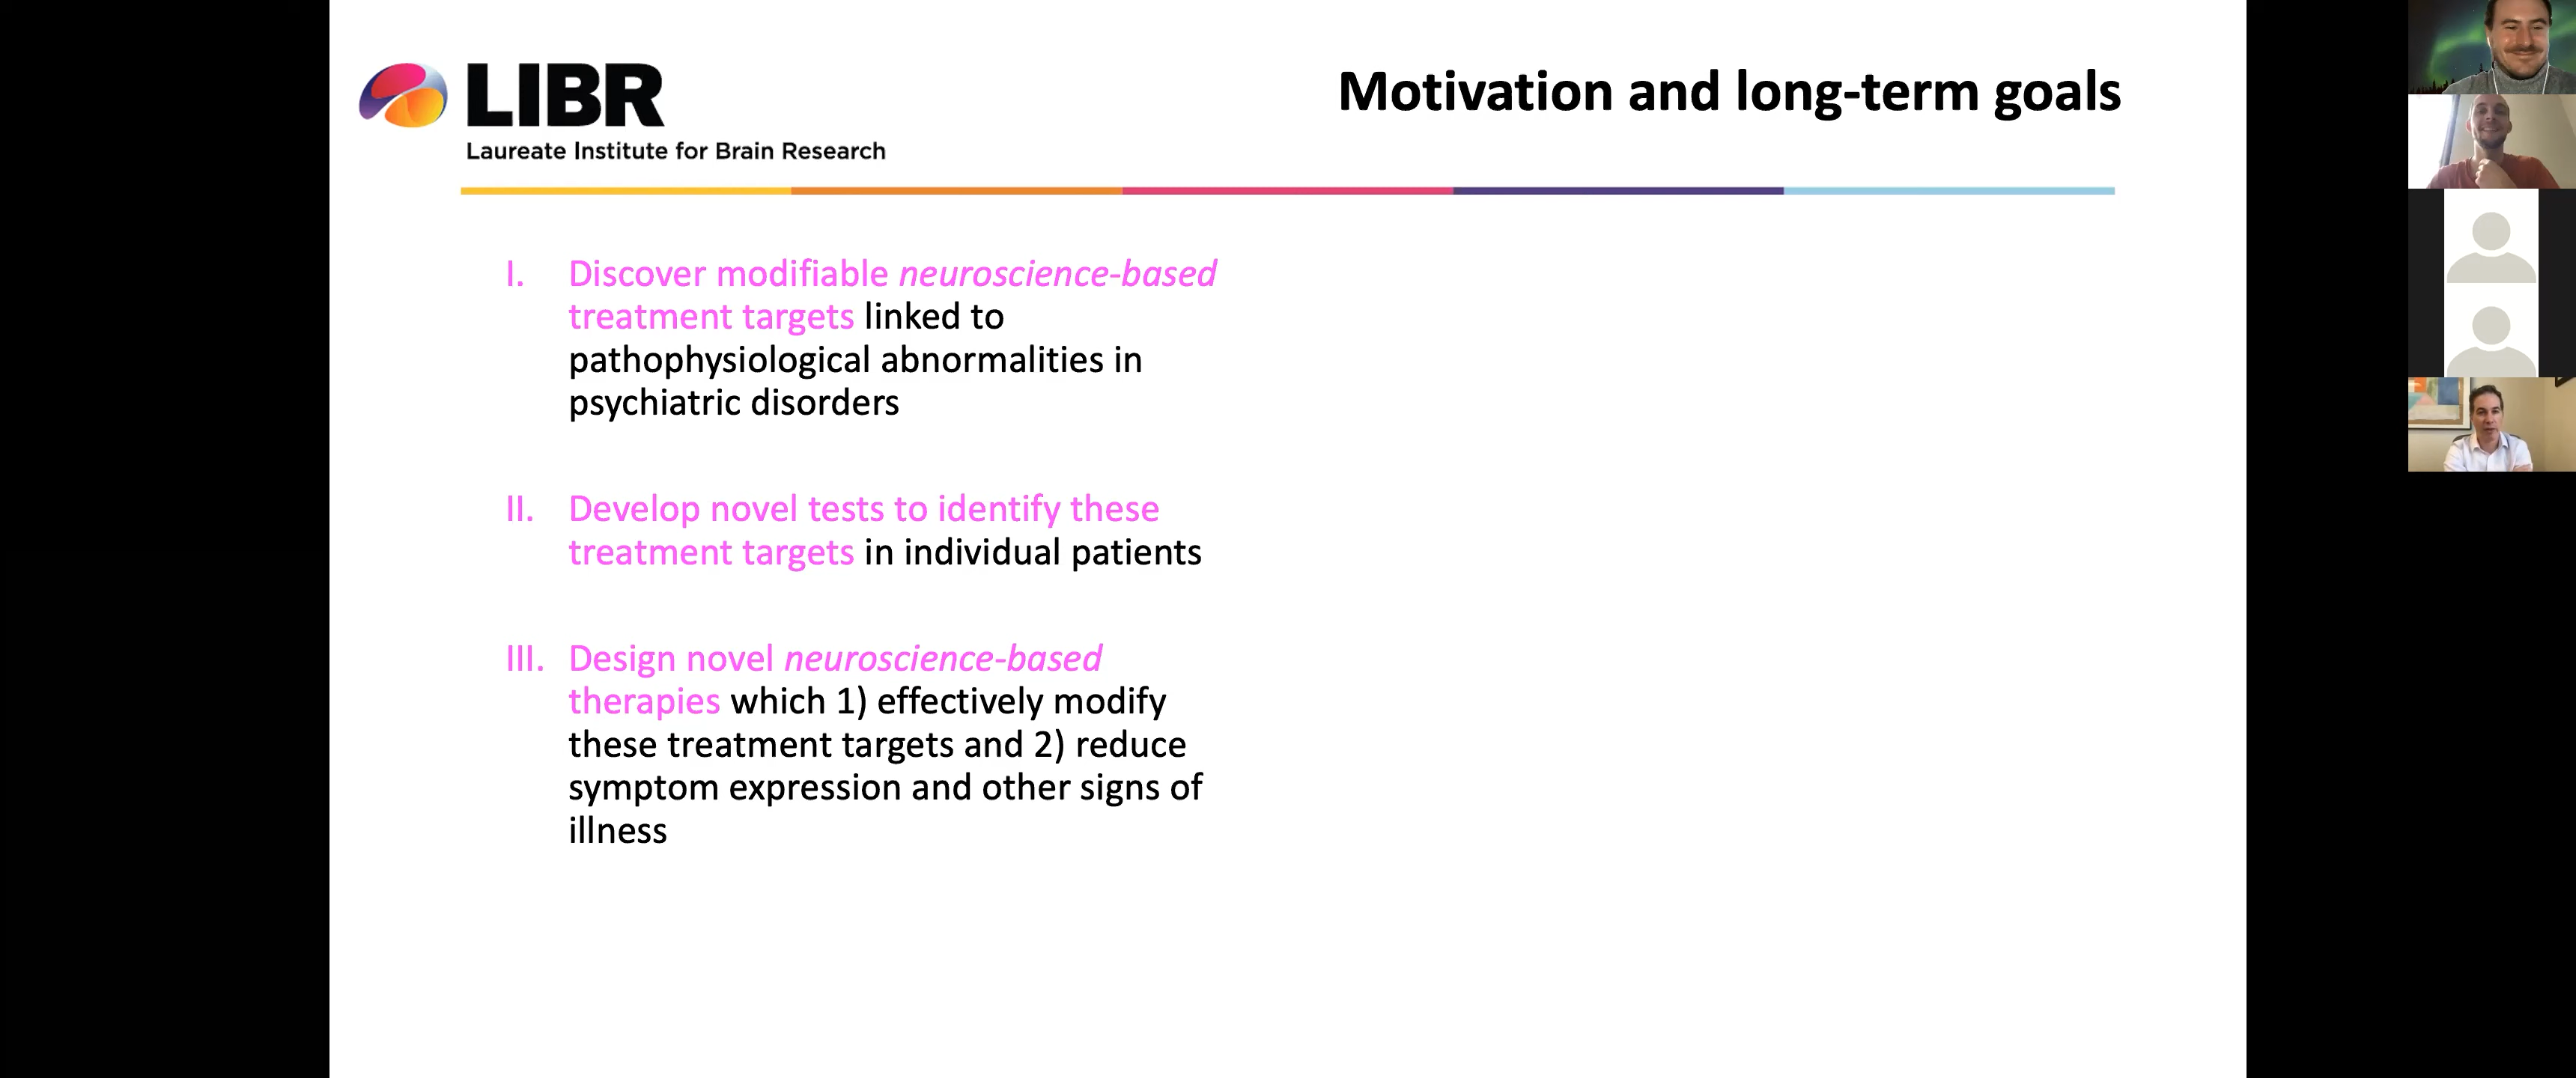 LIBR
Laureate Institute for Brain Research
Motivation and long-term goals
I. Discover modifiable neuroscience-based
treatment targets linked to
pathophysiological abnormalities in
psychiatric disorders
II. Develop novel tests to identify these
treatment targets in individual patients
III. Design novel neuroscience-based
therapies which 1) effectively modify
these treatment targets and 2) reduce
symptom expression and other signs of
illness